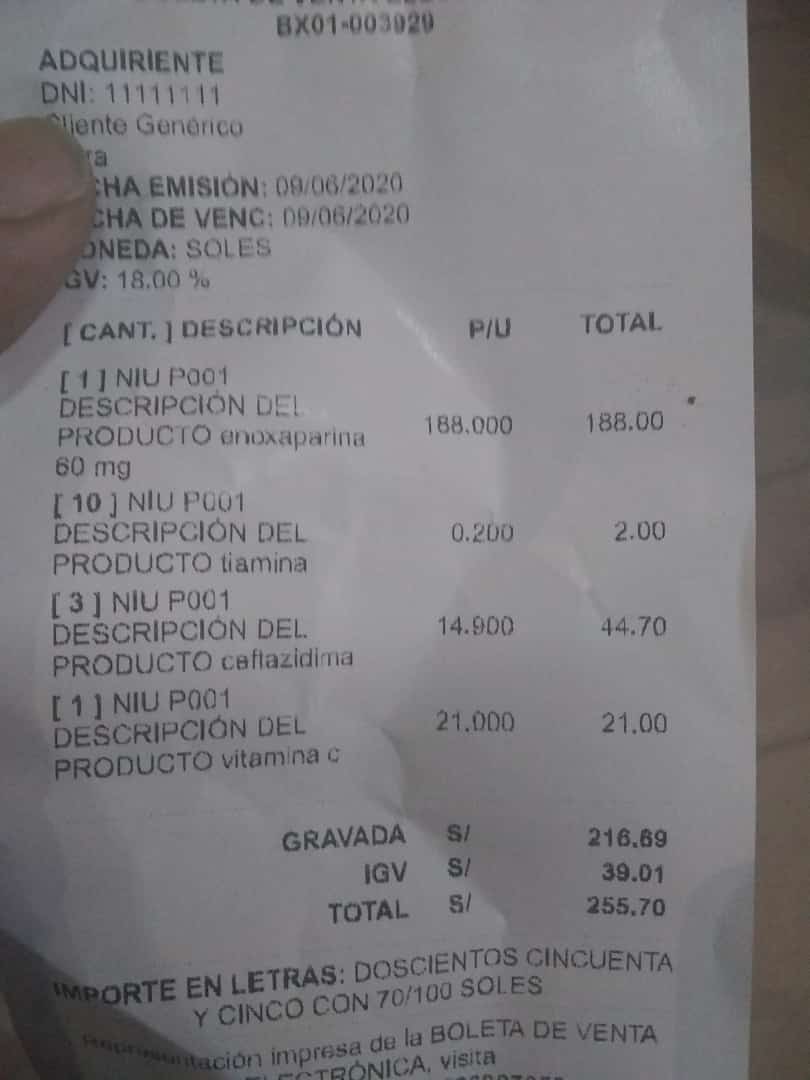 BX01-003929
ADQUIRIENTE
DNI: 11111111
Cliente Genérico
CHA EMISIÓN: 09/06/2020
CHA DE VENC: 09/06/2020
ONEDA: SOLES
GV: 18.00 %
[ CANT. ] DESCRIPCIÓN P/U TOTAL
[ 1 ] NIU P001
DESCRIPCIÓN DEL
PRODUCTO enoxaparina 188.000 188.00
60 mg
[ 10 ] NIU P001
DESCRIPCIÓN DEL 0.200 2.00
PRODUCTO tiamina
[ 3 ] NIU P001
DESCRIPCIÓN DEL 14.900 44.70
PRODUCTO ceftazidima
[ 1 ] NIU P001
DESCRIPCIÓN DEL 21.000 21.00
PRODUCTO vitamina c
GRAVADA S/ 216.69
IGV S/ 39.01
TOTAL S/ 255.70
IMPORTE EN LETRAS: DOSCIENTOS CINCUENTA
Y CINCO CON 70/100 SOLES
Representación impresa de la BOLETA DE VENTA
ELECTRÓNICA, visita